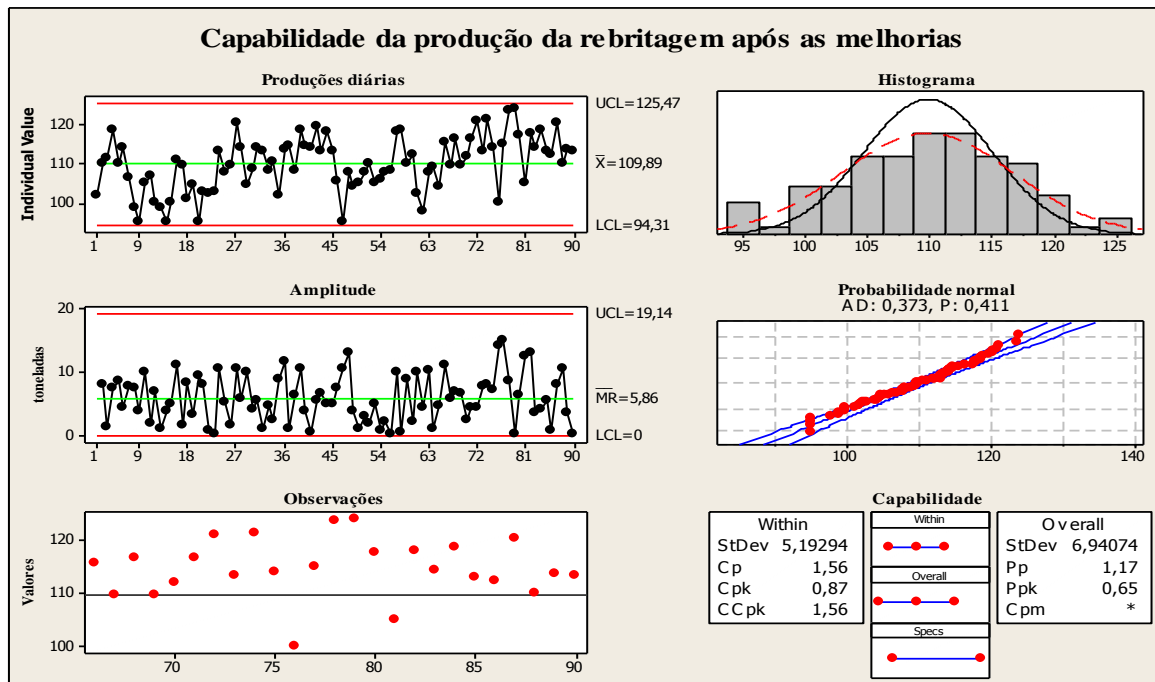 Capabilidade da produção da rebritagem após as melhorias
Produções diárias
Individual Value
120
110
100
1 9 18 27 36 45 54 63 72 81 90
UCL=125,47
X=109,89
LCL=94,31
Histograma
95 100 105 110 115 120 125
Amplitude
toneladas
20
10
0
1 9 18 27 36 45 54 63 72 81 90
UCL=19,14
MR=5,86
LCL=0
Probabilidade normal
AD: 0,373, P: 0,411
100 120 140
Observações
Valores
120
110
100
70 75 80 85 90
Capabilidade
Within
StDev 5,19294
Cp 1,56
Cpk 0,87
CCpk 1,56
Within
Overall
Specs
Overall
StDev 6,94074
Pp 1,17
Ppk 0,65
Cpm *